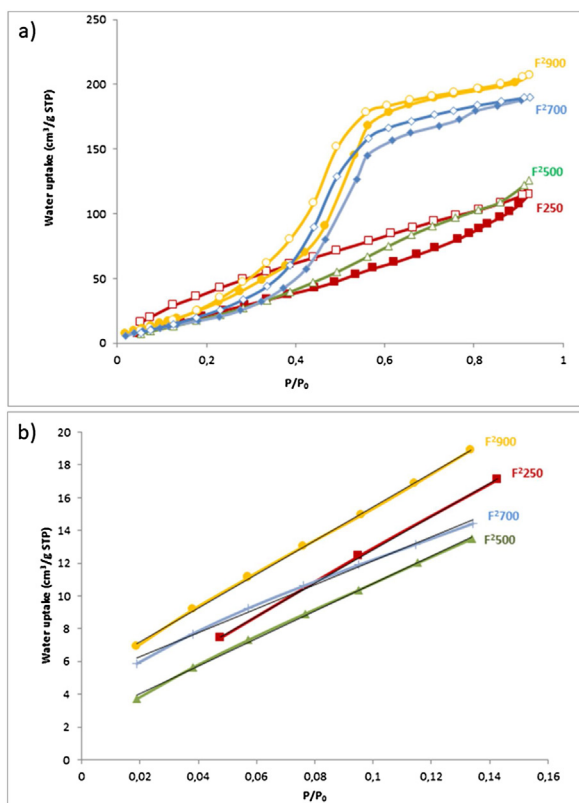 a)
Water uptake (cm³/g STP)
250
200
150
100
50
0
0,2
0,4
0,6
0,8
1
P/P₀
F²900
F²700
F²500
F250
b)
Water uptake (cm³/g STP)
20
18
16
14
12
10
8
6
4
2
0
0
0,02
0,04
0,06
0,08
0,1
0,12
0,14
0,16
P/P₀
F²900
F²250
F²700
F²500